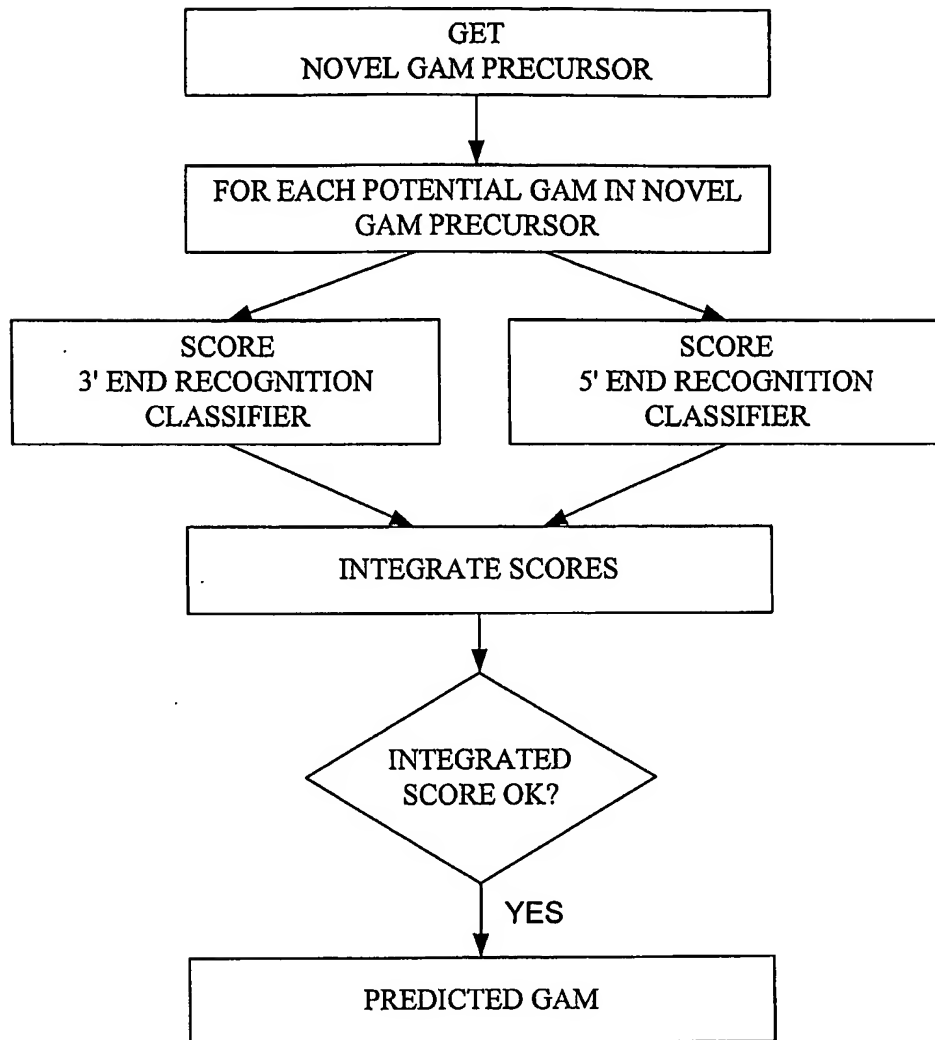 GET
NOVEL GAM PRECURSOR
FOR EACH POTENTIAL GAM IN NOVEL
GAM PRECURSOR
SCORE
3' END RECOGNITION
CLASSIFIER
SCORE
5' END RECOGNITION
CLASSIFIER
INTEGRATE SCORES
INTEGRATED
SCORE OK?
YES
PREDICTED GAM